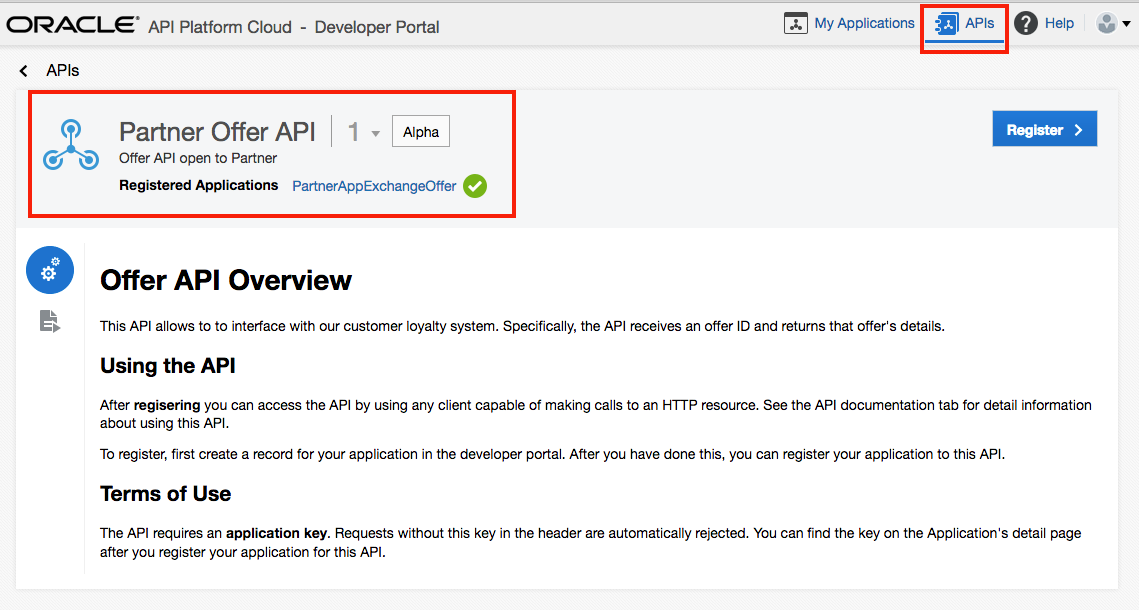 ORACLE® API Platform Cloud - Developer Portal My Applications APIs ? Help
APIs
Partner Offer API 1 Alpha
Register
Offer API open to Partner
Registered Applications PartnerAppExchangeOffer
Offer API Overview
This API allows to to interface with our customer loyalty system. Specifically, the API receives an offer ID and returns that offer's details.
Using the API
After regisering you can access the API by using any client capable of making calls to an HTTP resource. See the API documentation tab for detail information
about using this API.
To register, first create a record for your application in the developer portal. After you have done this, you can register your application to this API.
Terms of Use
The API requires an application key. Requests without this key in the header are automatically rejected. You can find the key on the Application's detail page
after you register your application for this API.